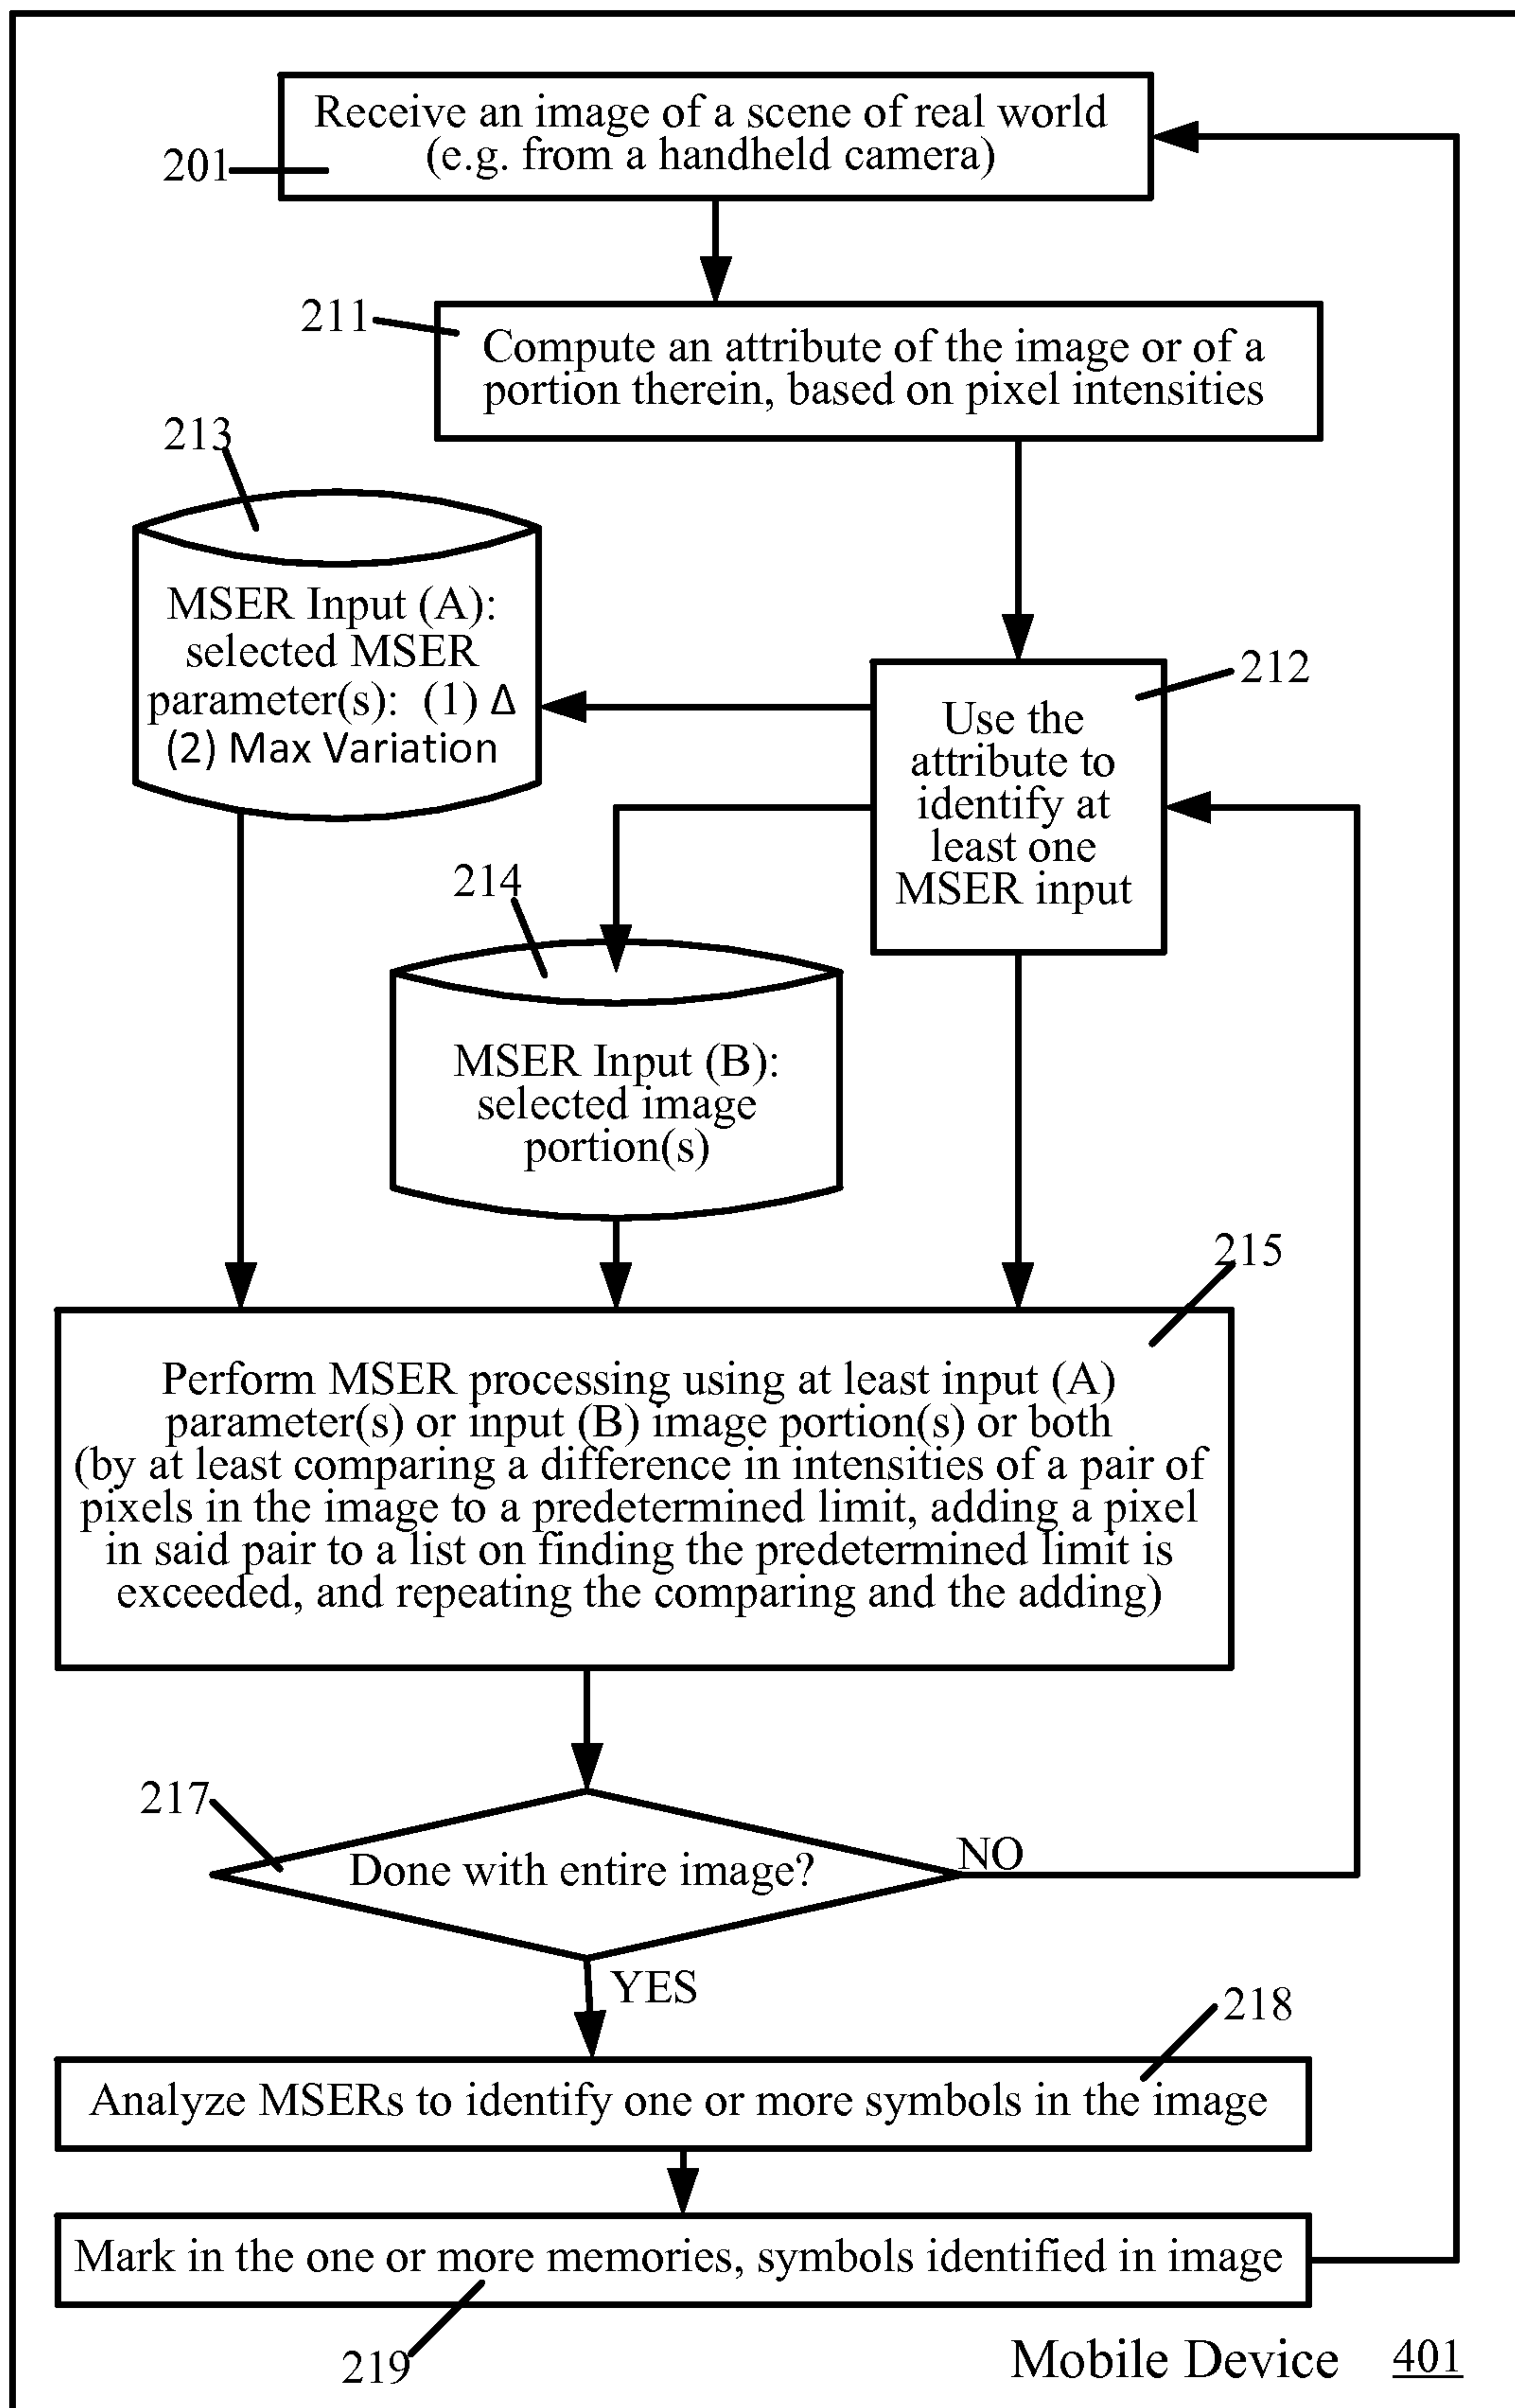 Receive an image of a scene of real world
(e.g. from a handheld camera)
201
211
Compute an attribute of the image or of a
portion therein, based on pixel intensities
213
MSER Input (A):
selected MSER
parameter(s): (1) Δ
(2) Max Variation
212
Use the
attribute to
identify at
least one
MSER input
214
MSER Input (B):
selected image
portion(s)
215
Perform MSER processing using at least input (A)
parameter(s) or input (B) image portion(s) or both
(by at least comparing a difference in intensities of a pair of
pixels in the image to a predetermined limit, adding a pixel
in said pair to a list on finding the predetermined limit is
exceeded, and repeating the comparing and the adding)
217
Done with entire image?
NO
YES
218
Analyze MSERs to identify one or more symbols in the image
Mark in the one or more memories, symbols identified in image
219
Mobile Device 401